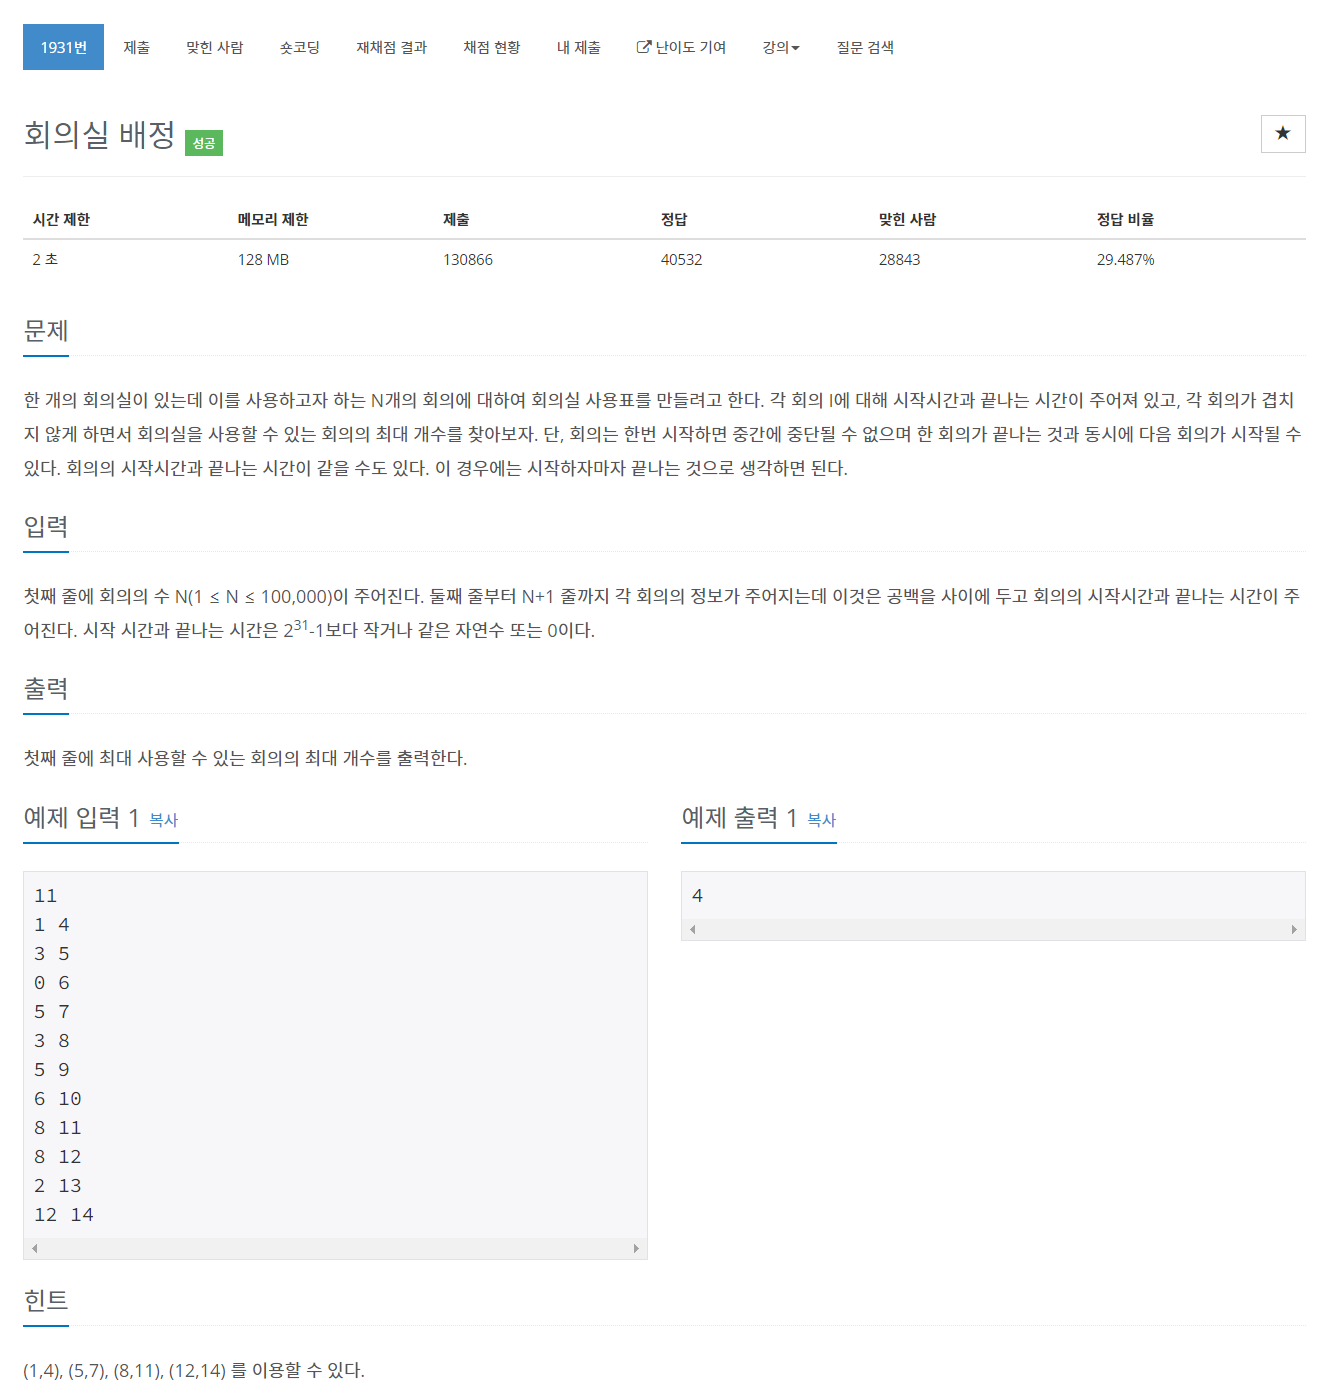 1931번 제출 맞힌 사람 숏코딩 재채점 결과 채점 현황 내 제출 난이도 기여 강의 질문 검색
회의실 배정 성공
시간 제한 메모리 제한 제출 정답 맞힌 사람 정답 비율
2 초 128 MB 130866 40532 28843 29.487%
문제
한 개의 회의실이 있는데 이를 사용하고자 하는 N개의 회의에 대하여 회의실 사용표를 만들려고 한다. 각 회의 I에 대해 시작시간과 끝나는 시간이 주어져 있고, 각 회의가 겹치
지 않게 하면서 회의실을 사용할 수 있는 회의의 최대 개수를 찾아보자. 단, 회의는 한번 시작하면 중간에 중단될 수 없으며 한 회의가 끝나는 것과 동시에 다음 회의가 시작될 수
있다. 회의의 시작시간과 끝나는 시간이 같을 수도 있다. 이 경우에는 시작하자마자 끝나는 것으로 생각하면 된다.
입력
첫째 줄에 회의의 수 N(1 ≤ N ≤ 100,000)이 주어진다. 둘째 줄부터 N+1 줄까지 각 회의의 정보가 주어지는데 이것은 공백을 사이에 두고 회의의 시작시간과 끝나는 시간이 주
어진다. 시작 시간과 끝나는 시간은 2³¹-1보다 작거나 같은 자연수 또는 0이다.
출력
첫째 줄에 최대 사용할 수 있는 회의의 최대 개수를 출력한다.
예제 입력 1 복사
11
1 4
3 5
0 6
5 7
3 8
5 9
6 10
8 11
8 12
2 13
12 14
예제 출력 1 복사
4
힌트
(1,4), (5,7), (8,11), (12,14) 를 이용할 수 있다.